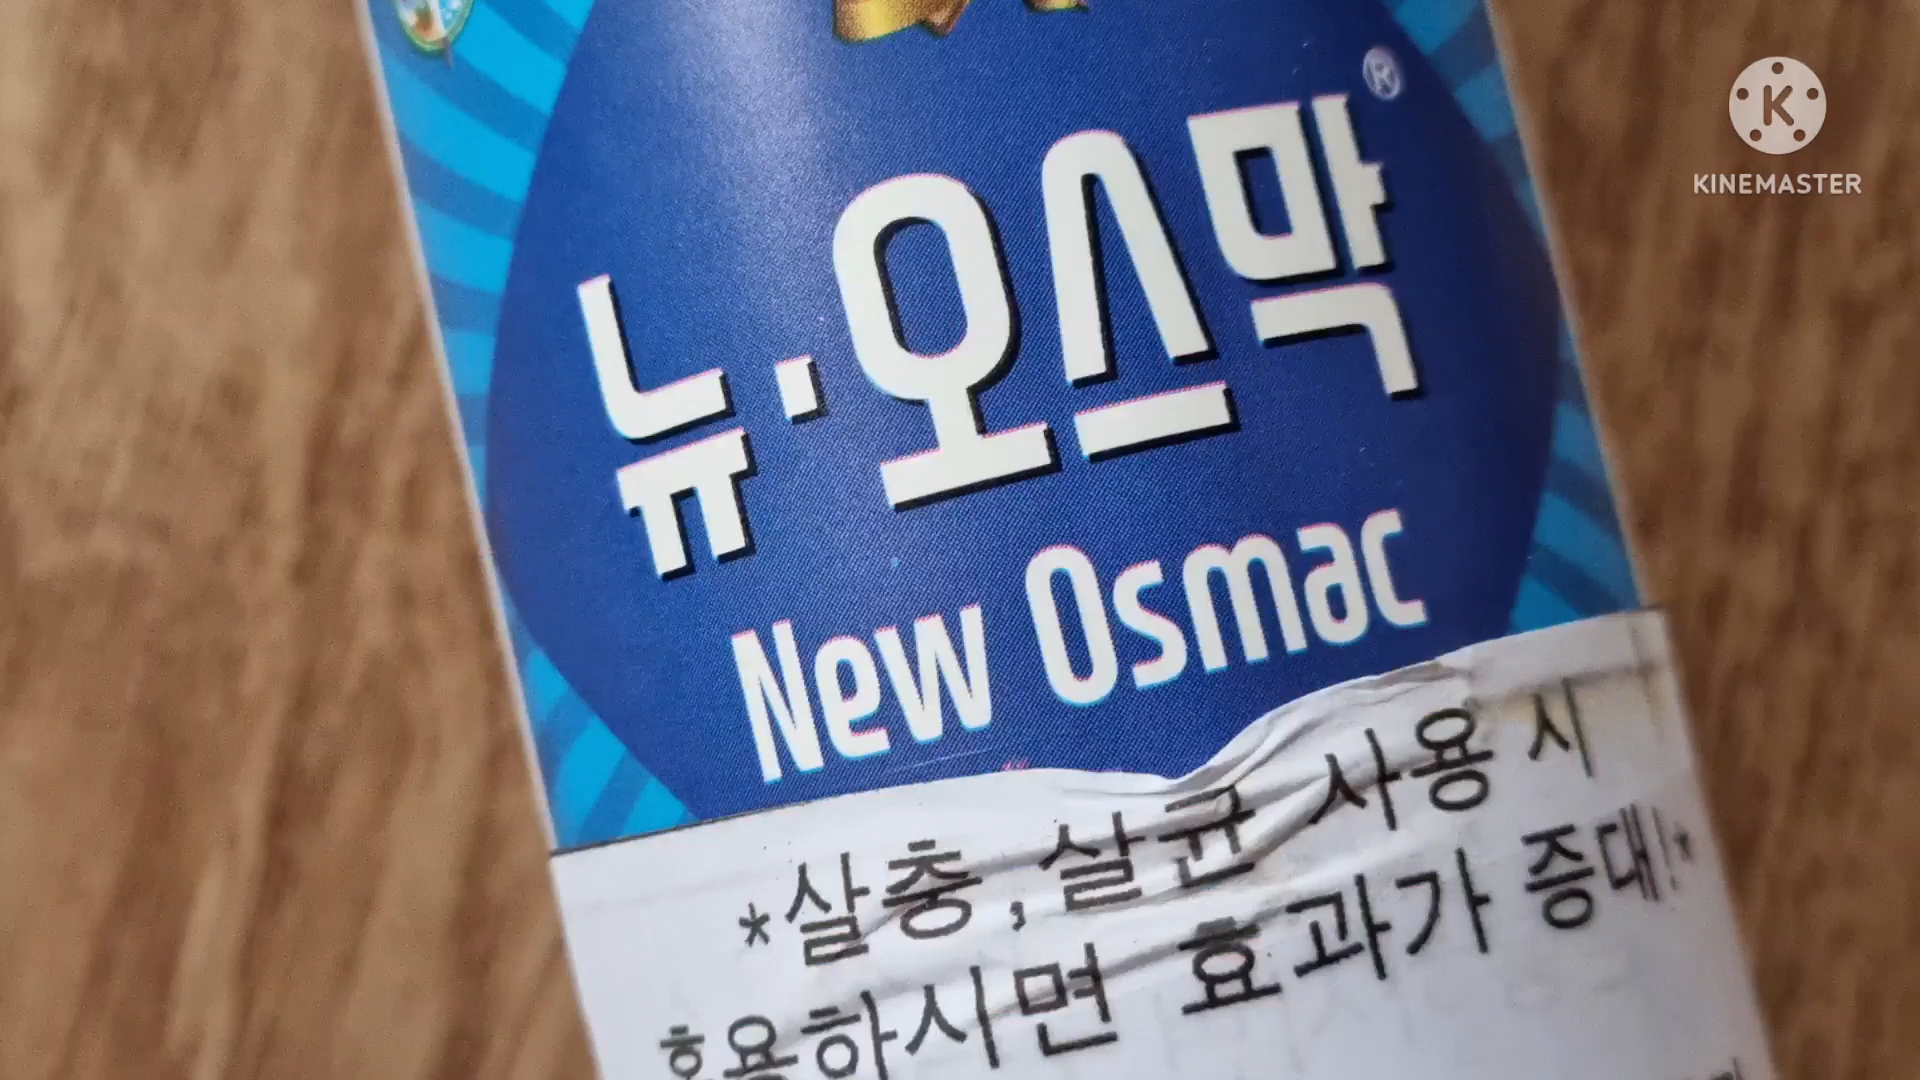 뉴·오스막®
New Osmac
*살충,살균 사용 시
혼용하시면 효과가 증대!*
K
KINEMASTER